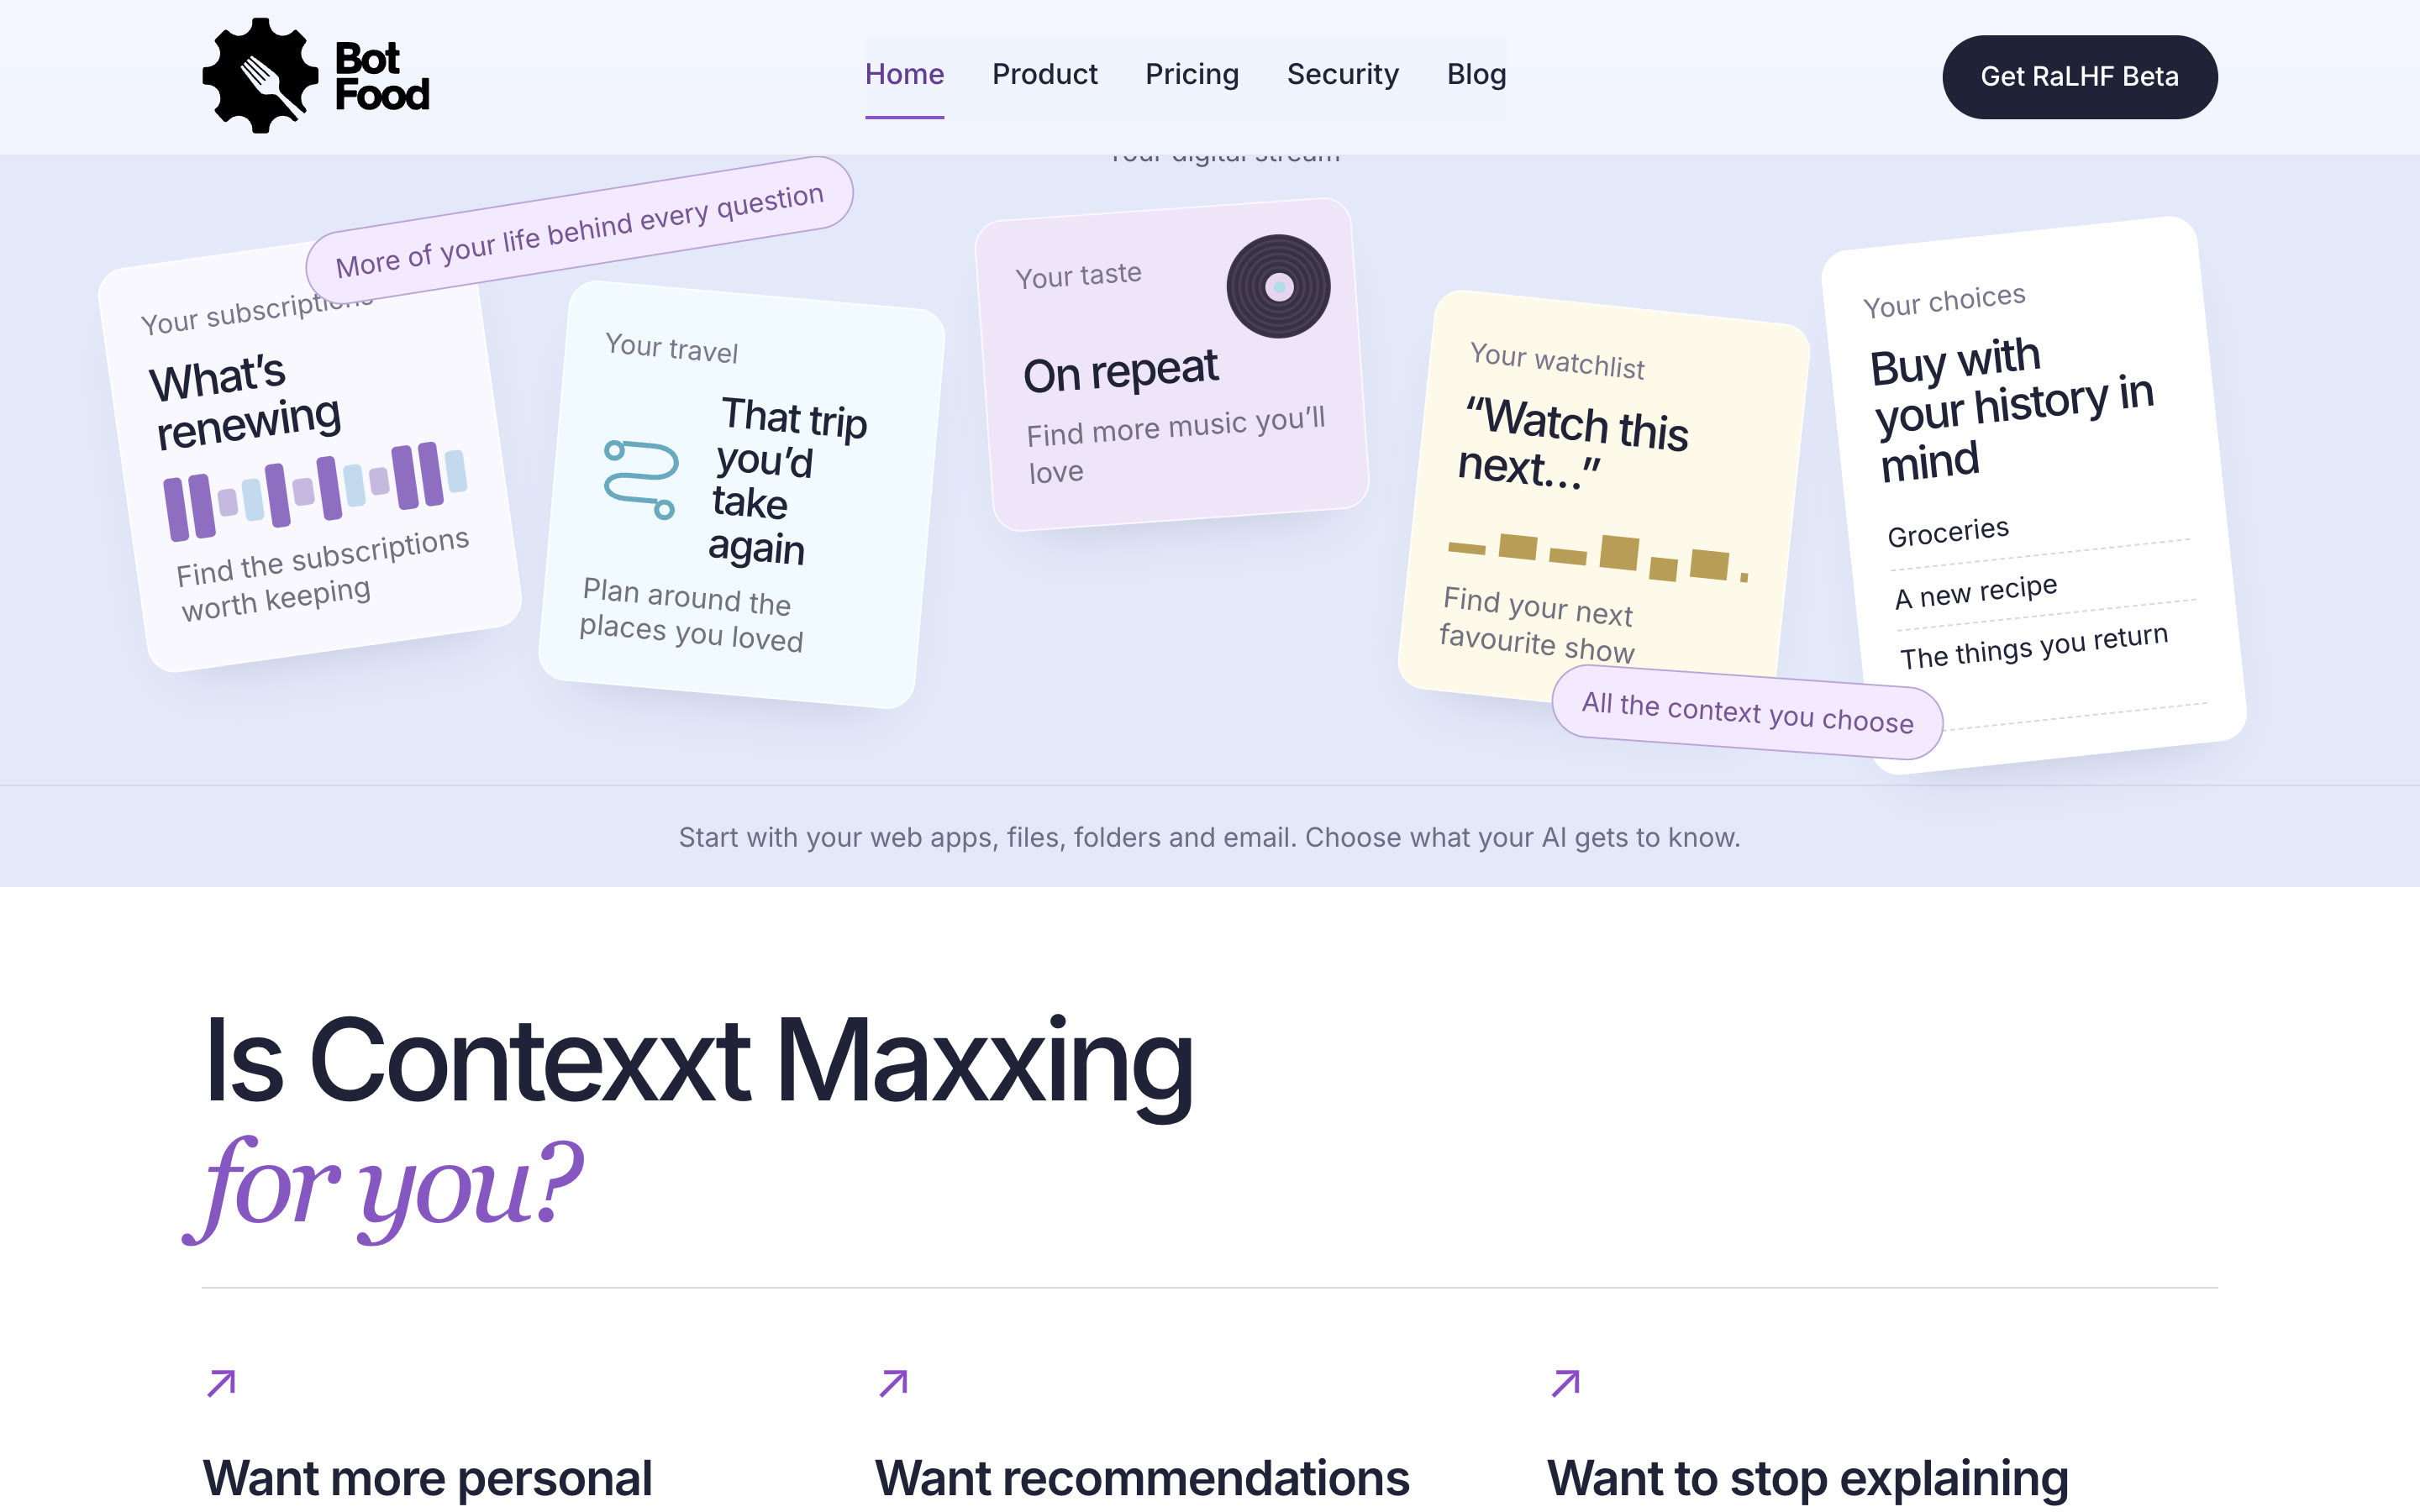 Bot
Food
Home
Product
Pricing
Security
Blog
Get RaLHF Beta
Your digital stream
More of your life behind every question
Your subscriptions
What’s
renewing
Find the subscriptions
worth keeping
Your travel
That trip
you’d
take
again
Plan around the
places you loved
Your taste
On repeat
Find more music you’ll
love
Your watchlist
“Watch this
next…”
Find your next
favourite show
All the context you choose
Your choices
Buy with
your history in
mind
Groceries
A new recipe
The things you return
Start with your web apps, files, folders and email. Choose what your AI gets to know.
Is Contexxt Maxxing
for you?
Want more personal
Want recommendations
Want to stop explaining